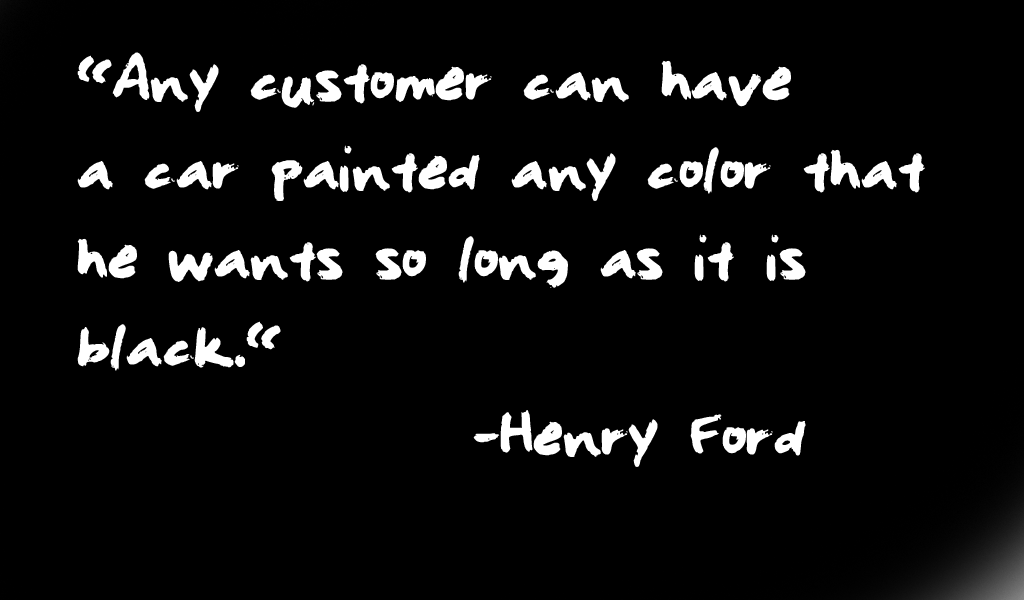 “Any customer can have
a car painted any color that
he wants so long as it is
black.“
-Henry Ford